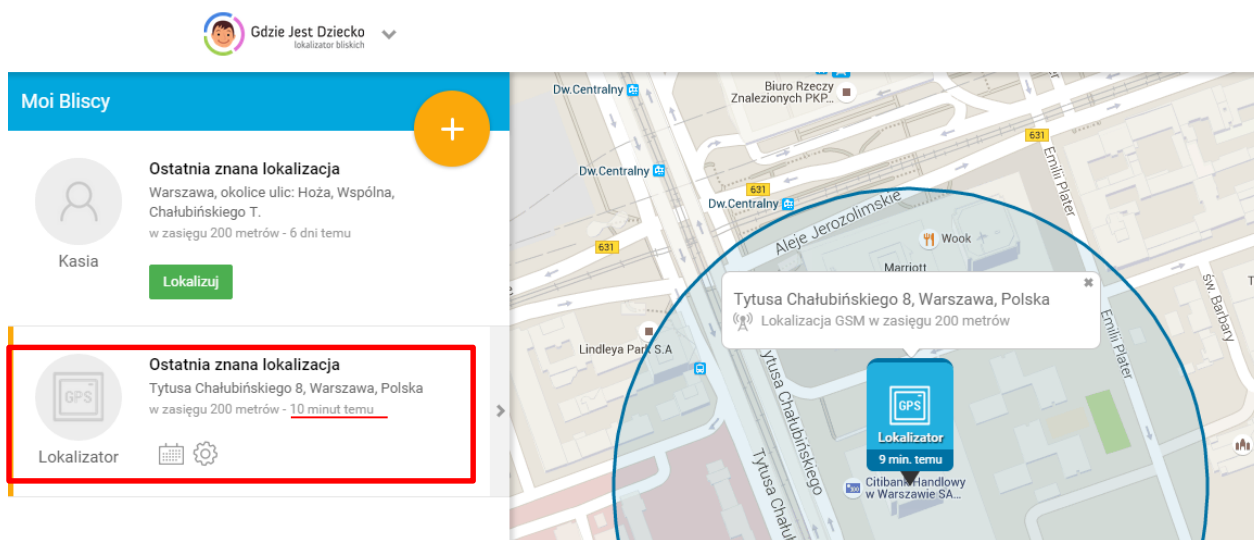 Gdzie Jest Dziecko
lokalizator bliskich
Moi Bliscy
+
Ostatnia znana lokalizacja
Warszawa, okolice ulic: Hoża, Wspólna,
Chałubińskiego T.
w zasięgu 200 metrów - 6 dni temu
Kasia
Lokalizuj
Ostatnia znana lokalizacja
Tytusa Chałubińskiego 8, Warszawa, Polska
w zasięgu 200 metrów - 10 minut temu
GPS
Lokalizator
Dw.Centralny
Biuro Rzeczy
Znalezionych PKP...
631
Emilii Plater
Dw.Centralny
631
Dw.Centralny
Aleje Jerozolimskie
631
Wook
Marriott
św. Barbary
Tytusa Chałubińskiego 8, Warszawa, Polska
Lokalizacja GSM w zasięgu 200 metrów
Emilii Plater
Lindleya Park S.A
ytusa Chałubińskiego
GPS
Lokalizator
9 min. temu
Tytusa Chału
Citibank Handlowy
w Warszawie SA...